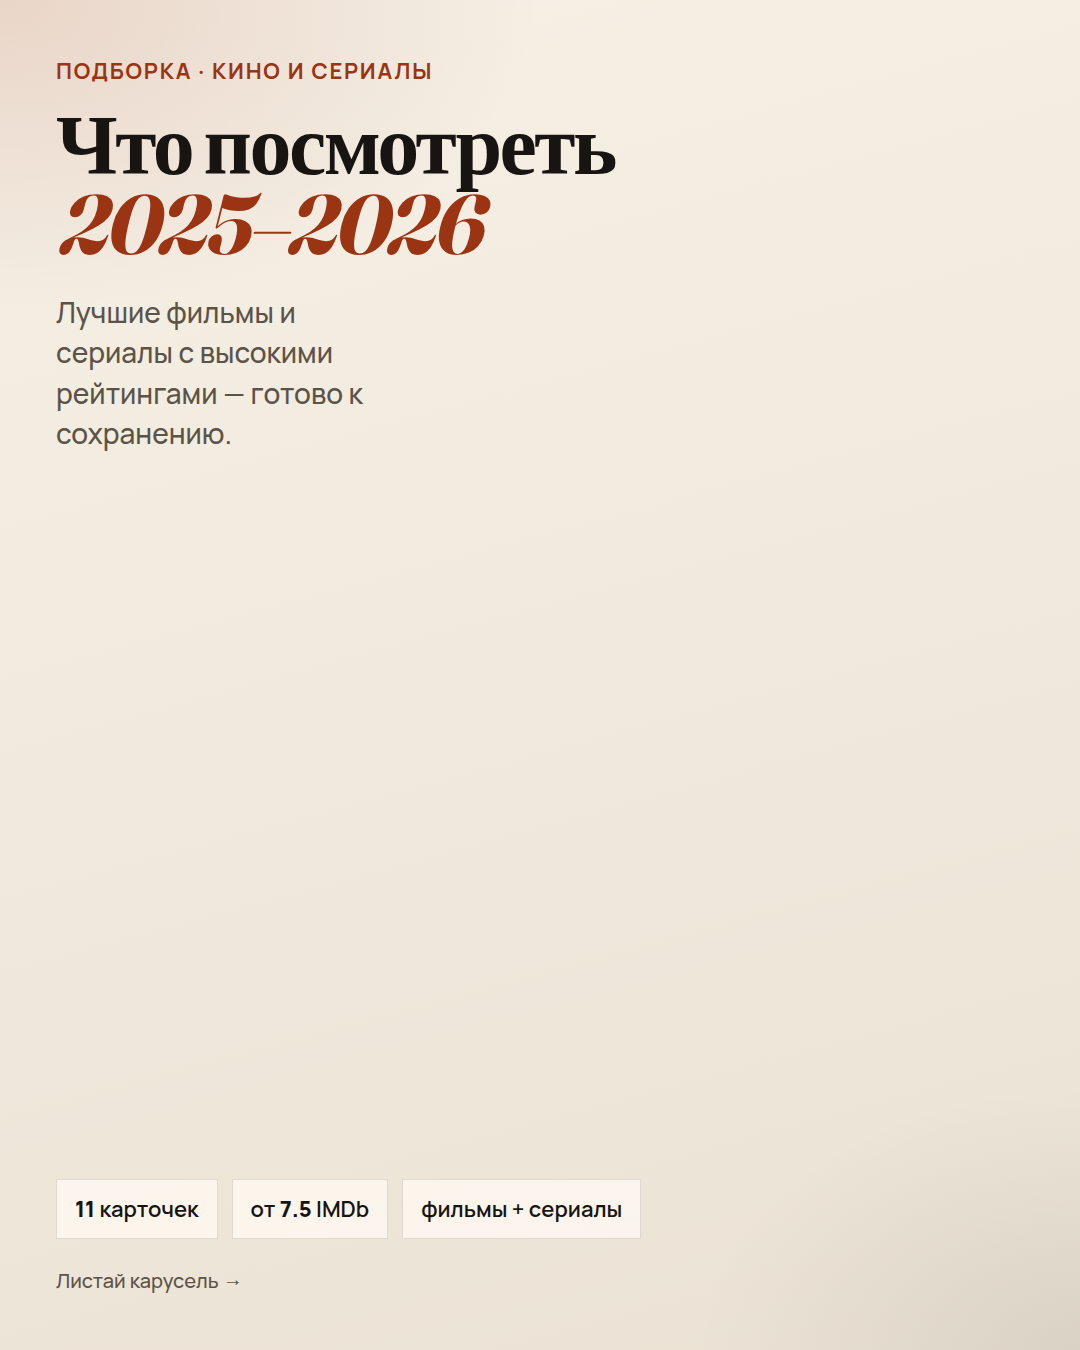 ПОДБОРКА · КИНО И СЕРИАЛЫ
Что посмотреть
2025–2026
Лучшие фильмы и
сериалы с высокими
рейтингами — готово к
сохранению.
11 карточек
от 7.5 IMDb
фильмы + сериалы
Листай карусель →